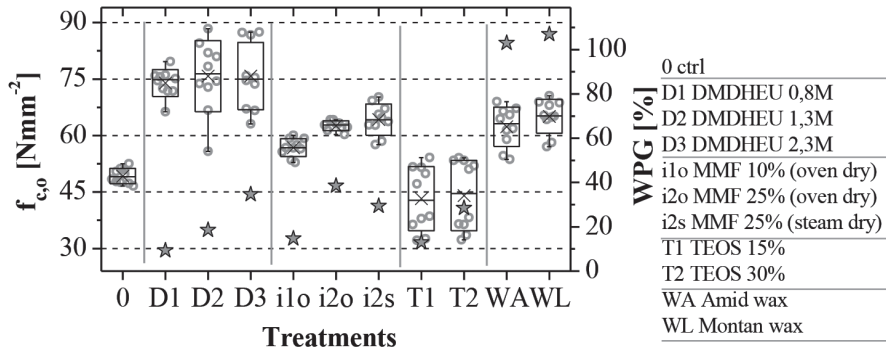 90
75
60
45
30
f c,o [Nmm-2]
100
80
60
40
20
0
WPG [%]
0 D1 D2 D3 i1o i2o i2s T1 T2 WA WL
Treatments
0 ctrl
D1 DMDHEU 0,8M
D2 DMDHEU 1,3M
D3 DMDHEU 2,3M
i1o MMF 10% (oven dry)
i2o MMF 25% (oven dry)
i2s MMF 25% (steam dry)
T1 TEOS 15%
T2 TEOS 30%
WA Amid wax
WL Montan wax